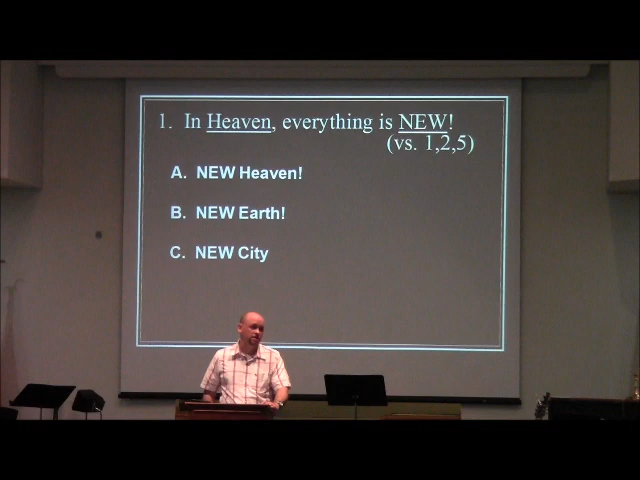 1. In Heaven, everything is NEW!
(vs. 1,2,5)
A. NEW Heaven!
B. NEW Earth!
C. NEW City